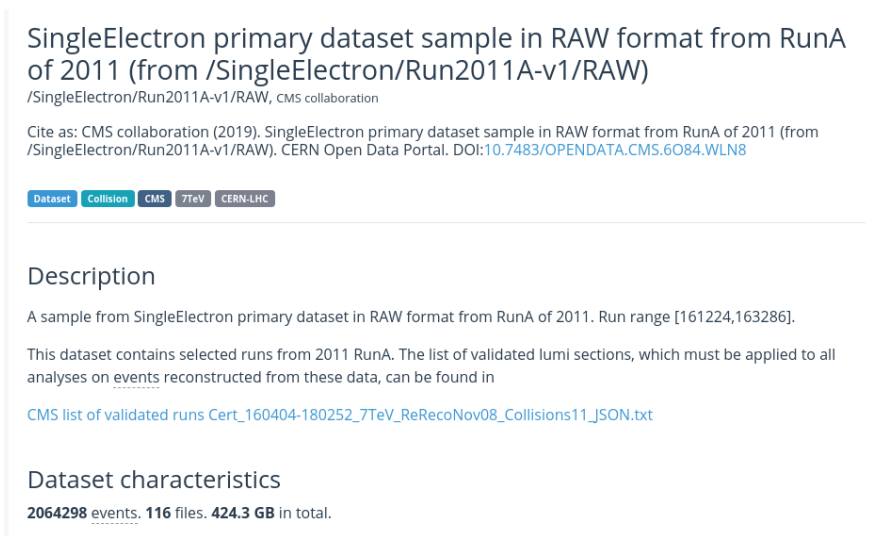 SingleElectron primary dataset sample in RAW format from RunA
of 2011 (from /SingleElectron/Run2011A-v1/RAW)
/SingleElectron/Run2011A-v1/RAW, CMS collaboration
Cite as: CMS collaboration (2019). SingleElectron primary dataset sample in RAW format from RunA of 2011 (from
/SingleElectron/Run2011A-v1/RAW). CERN Open Data Portal. DOI:10.7483/OPENDATA.CMS.6O84.WLN8
Dataset Collision CMS 7TeV CERN-LHC
Description
A sample from SingleElectron primary dataset in RAW format from RunA of 2011. Run range [161224,163286].
This dataset contains selected runs from 2011 RunA. The list of validated lumi sections, which must be applied to all
analyses on events reconstructed from these data, can be found in
CMS list of validated runs Cert_160404-180252_7TeV_ReRecoNov08_Collisions11_JSON.txt
Dataset characteristics
2064298 events. 116 files. 424.3 GB in total.